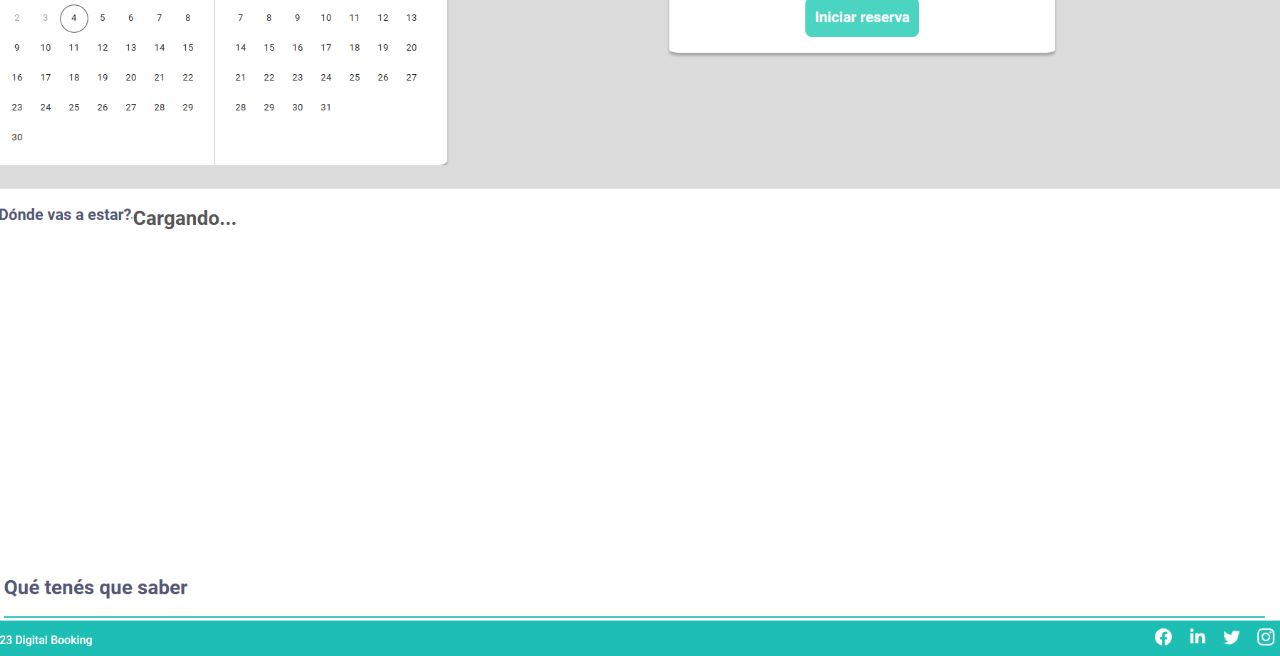 2 3 4 5 6 7 8
9 10 11 12 13 14 15
16 17 18 19 20 21 22
23 24 25 26 27 28 29
30
7 8 9 10 11 12 13
14 15 16 17 18 19 20
21 22 23 24 25 26 27
28 29 30 31
Iniciar reserva
Dónde vas a estar?
Cargando...
Qué tenés que saber
23 Digital Booking